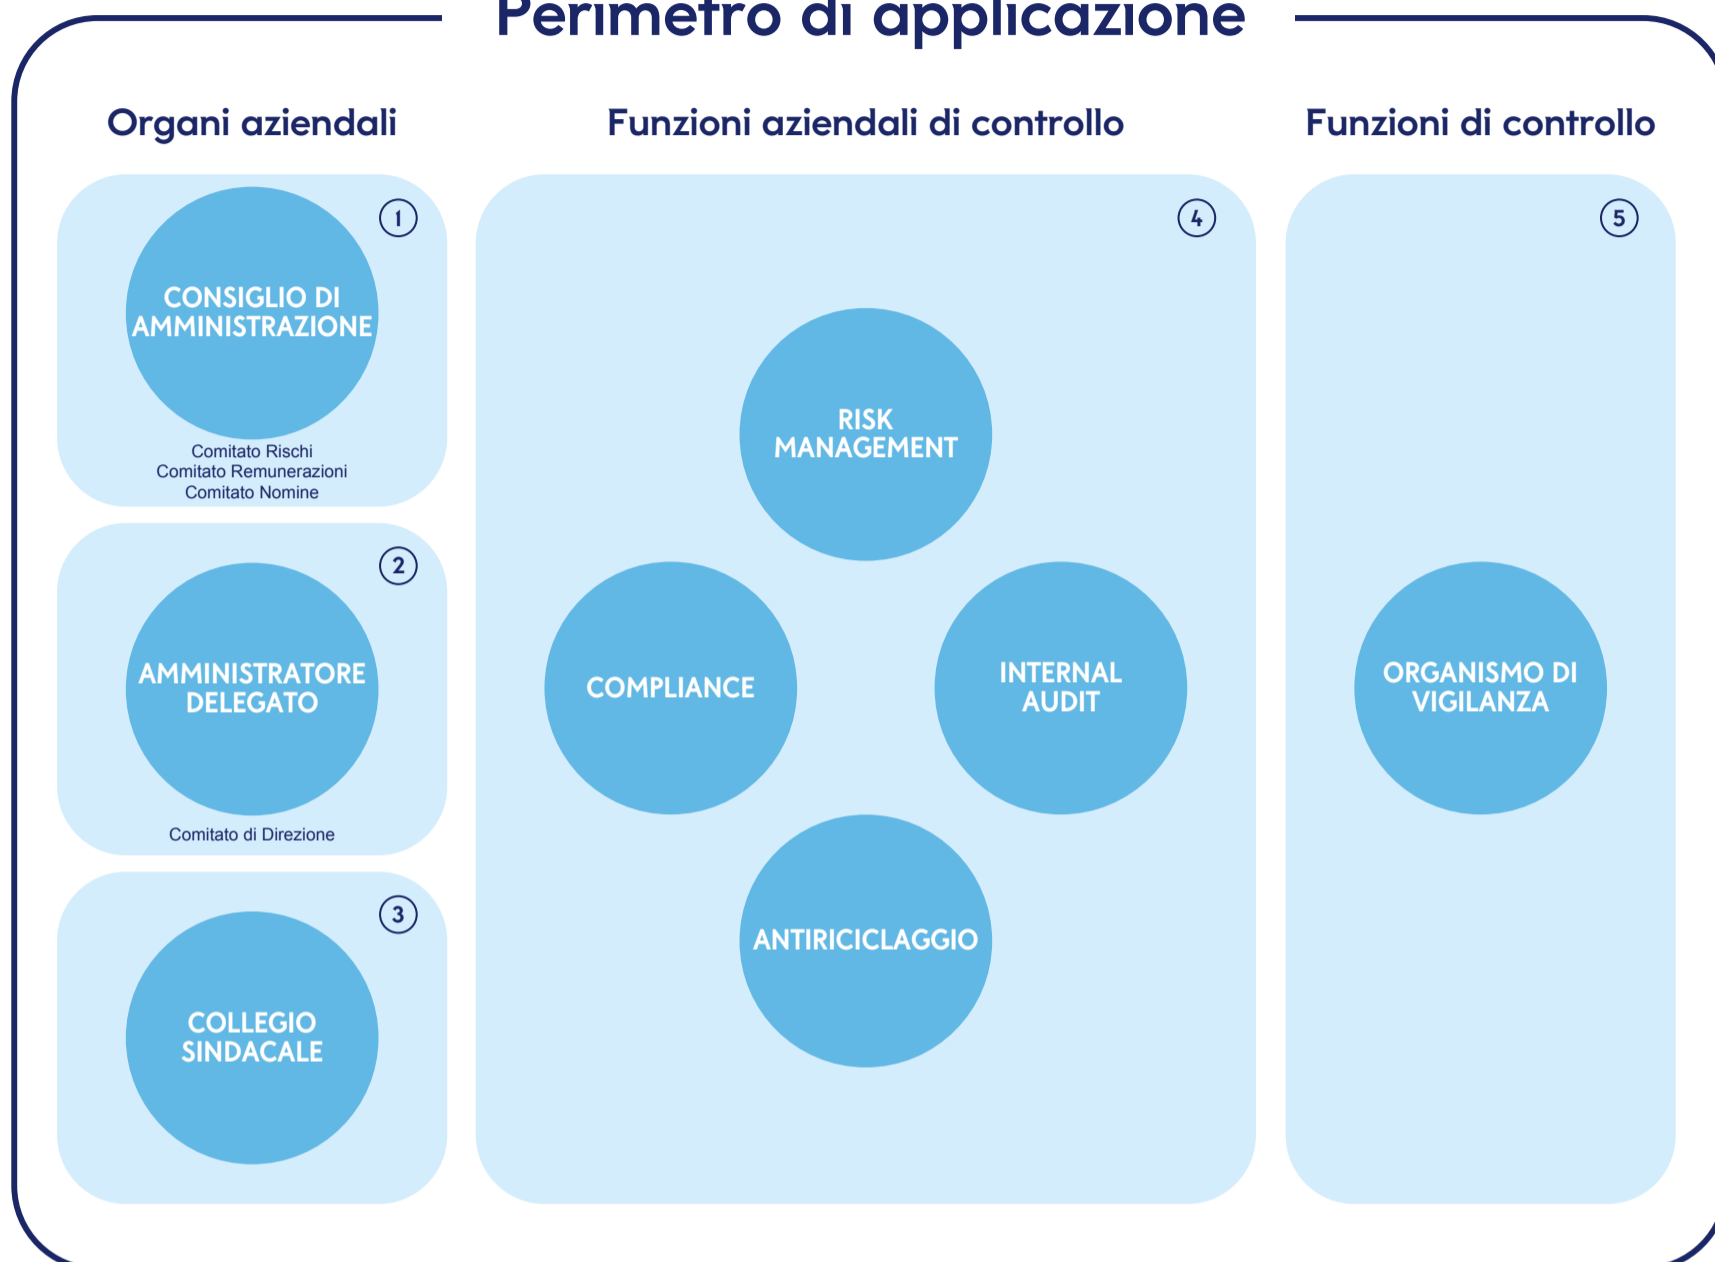 Perimetro di applicazione
Organi aziendali
1
CONSIGLIO DI
AMMINISTRAZIONE
Comitato Rischi
Comitato Remunerazioni
Comitato Nomine
2
AMMINISTRATORE
DELEGATO
Comitato di Direzione
3
COLLEGIO
SINDACALE
Funzioni aziendali di controllo
4
RISK
MANAGEMENT
COMPLIANCE
INTERNAL
AUDIT
ANTIRICICLAGGIO
Funzioni di controllo
5
ORGANISMO DI
VIGILANZA